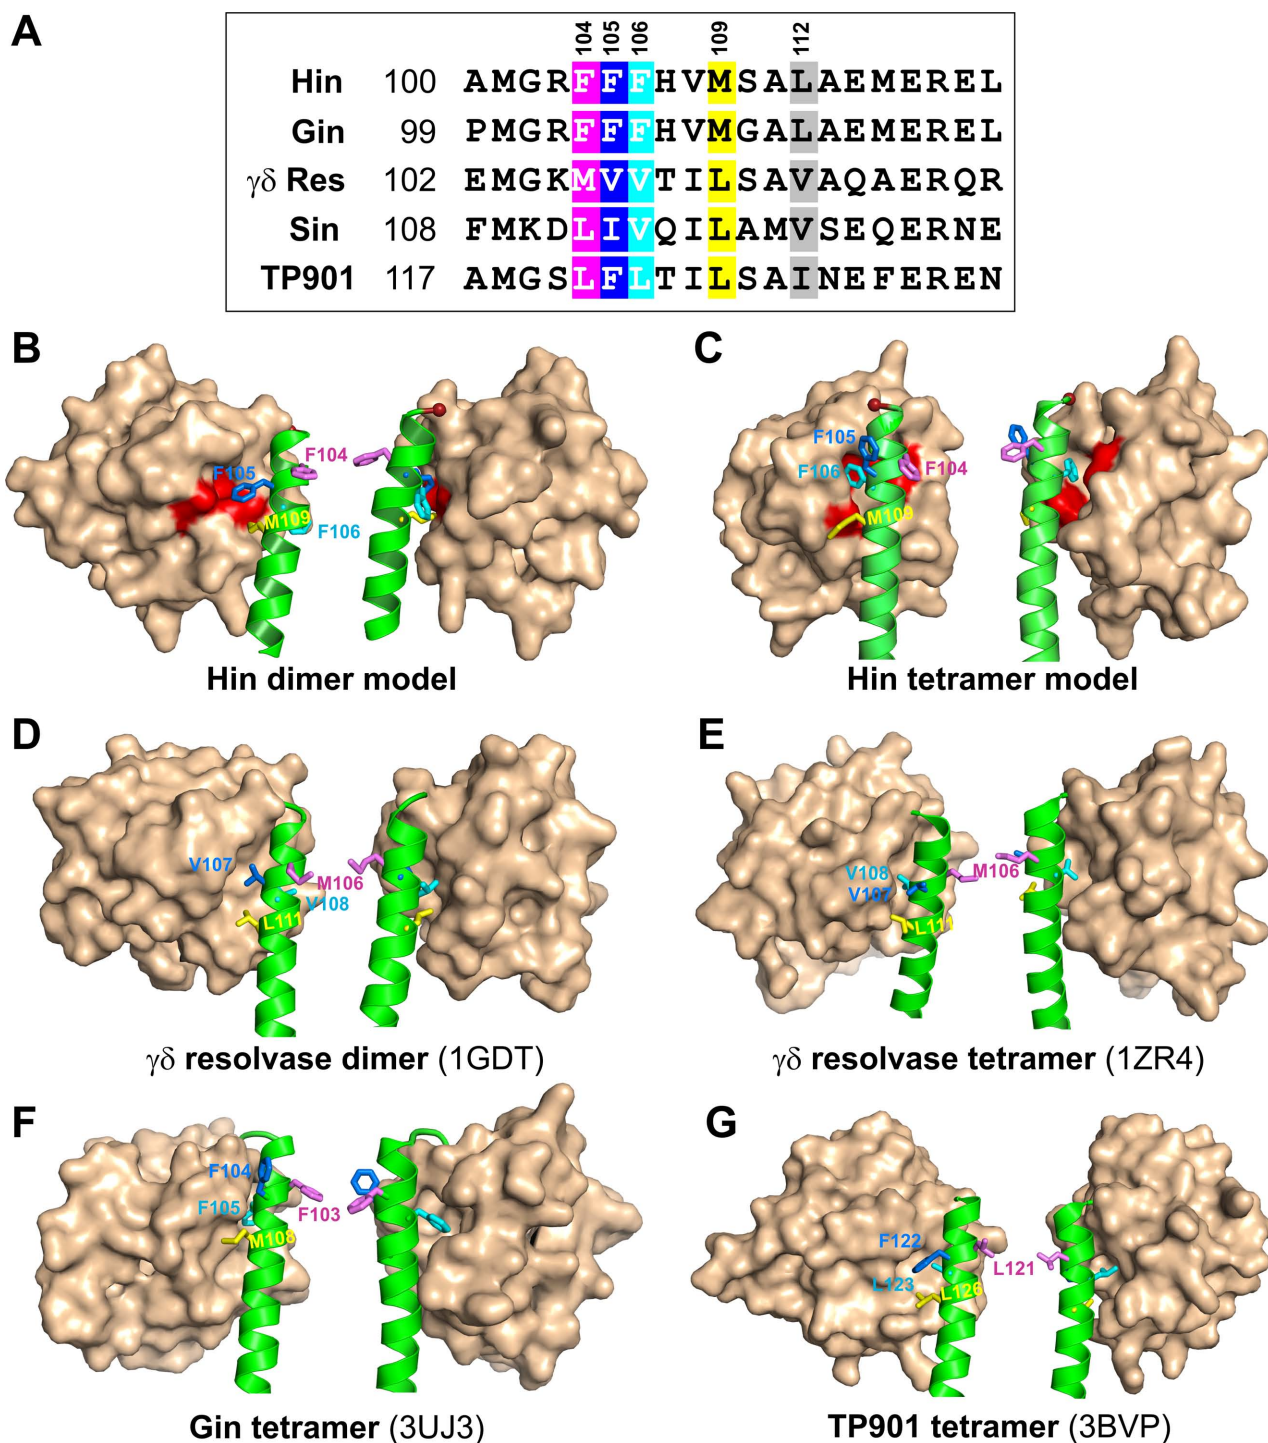 A
104 105 106 109 112
Hin 100 AMGRFFFHVMSALAEMEREL
Gin 99 PMGRFFFHVMGALAEMEREL
γδ Res 102 EMGKMVVTILSAVAQAERQR
Sin 108 FMKDLIVQILAMVSEQERNE
TP901 117 AMGSLFLTILSAINEFEREN
B
F104
F105
M109
F106
Hin dimer model
C
F105
F106
F104
M109
Hin tetramer model
D
V107
M106
V108
L111
γδ resolvase dimer (1GDT)
E
V108
M106
V107
L111
γδ resolvase tetramer (1ZR4)
F
F104
F105
F103
M108
Gin tetramer (3UJ3)
G
F122
L121
L123
L126
TP901 tetramer (3BVP)